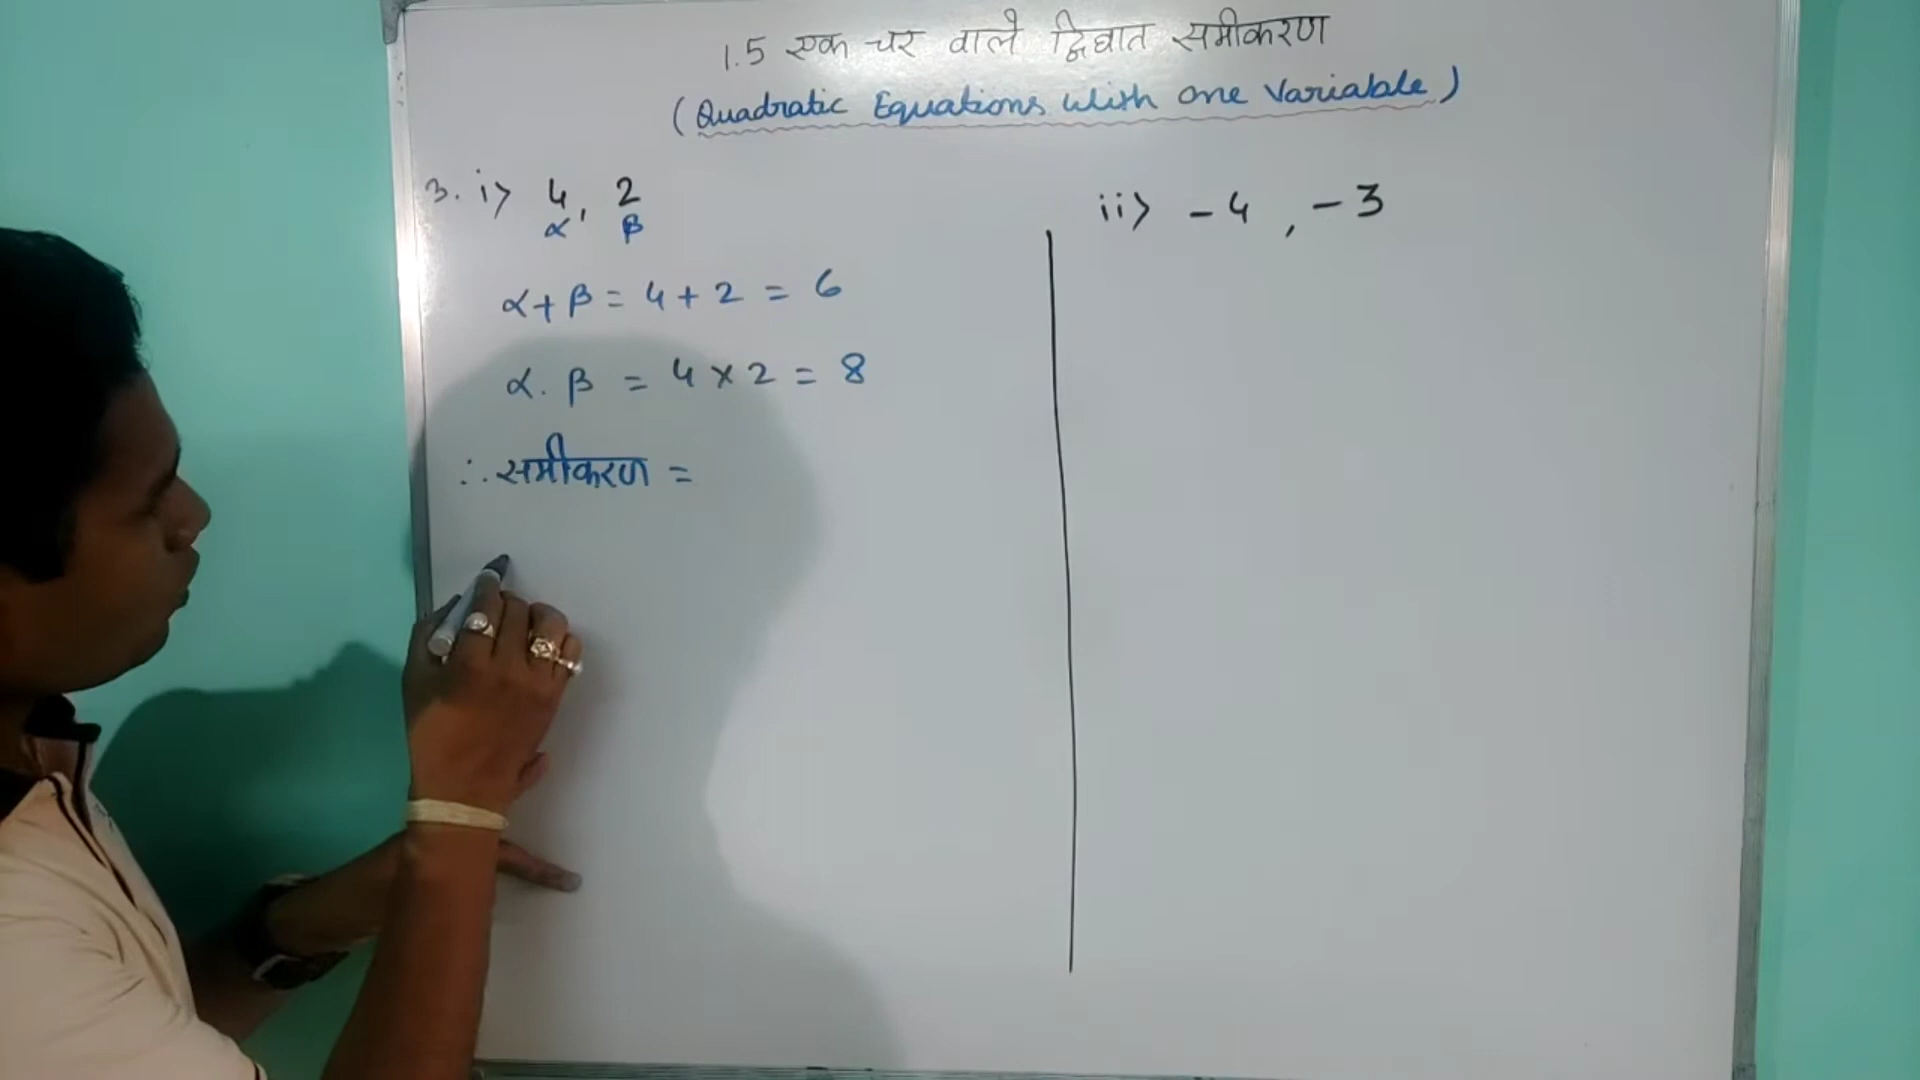 1.5 एक चर वाले द्विघात समीकरण
(Quadratic Equations with one Variable)
3. i> 4, 2
α β
α+β = 4+2 = 6
α.β = 4×2 = 8
∴ समीकरण =
ii> -4, -3